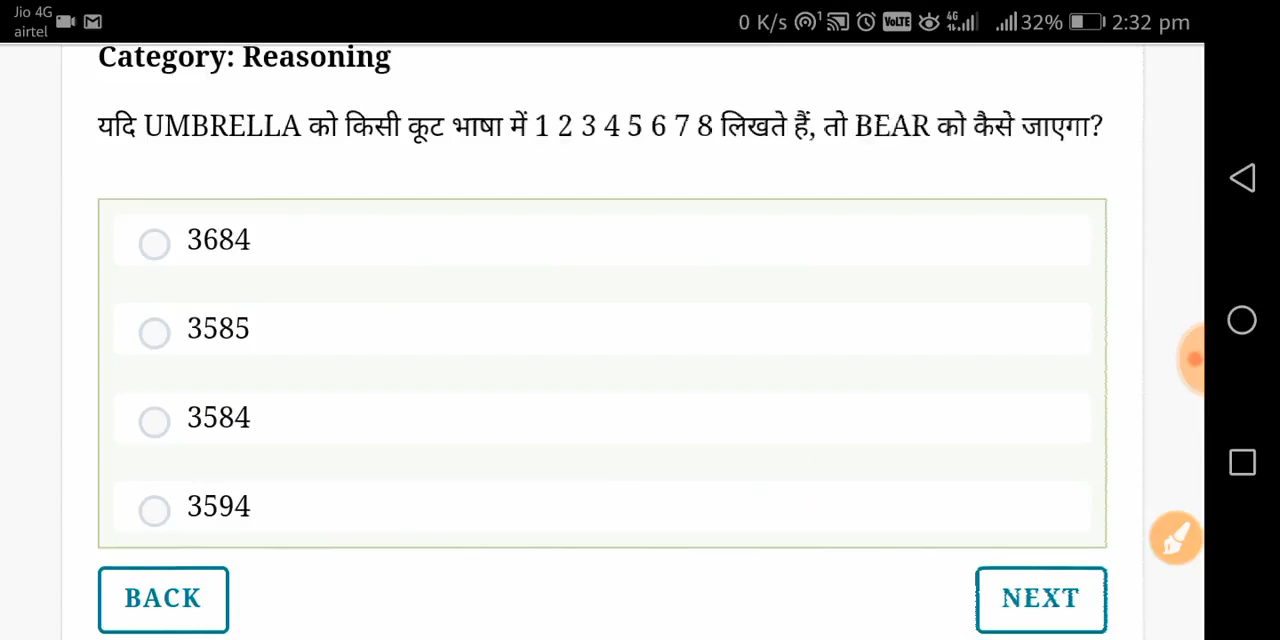 Jio 4G
airtel
0 K/s 1 VoLTE 4G 32% 2:32 pm
Category: Reasoning
यदि UMBRELLA को किसी कूट भाषा में 1 2 3 4 5 6 7 8 लिखते हैं, तो BEAR को कैसे जाएगा?
3684
3585
3584
3594
BACK
NEXT